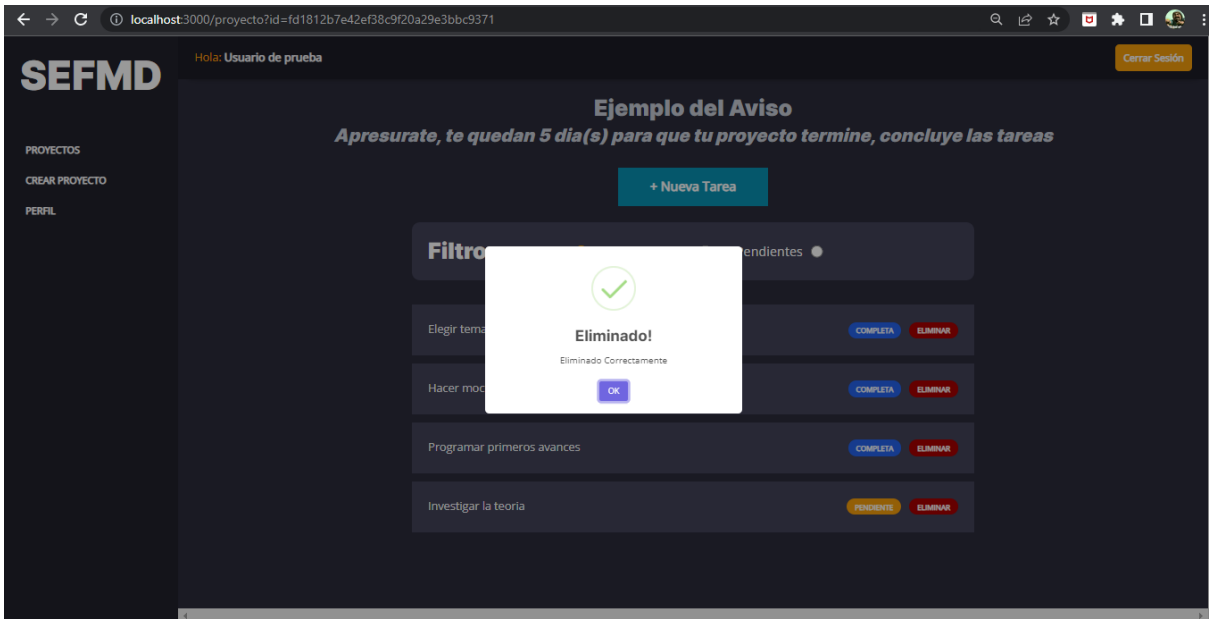 localhost:3000/proyecto?id=fd1812b7e42ef38c9f20a29e3bbc9371
SEFMD
Hola: Usuario de prueba
Cerrar Sesión
PROYECTOS
CREAR PROYECTO
PERFIL
Ejemplo del Aviso
Apresurate, te quedan 5 dia(s) para que tu proyecto termine, concluye las tareas
+ Nueva Tarea
Filtro
endientes
Eliminado!
Eliminado Correctamente
OK
Elegir tema
COMPLETA ELIMINAR
Hacer moc
COMPLETA ELIMINAR
Programar primeros avances
COMPLETA ELIMINAR
Investigar la teoria
PENDIENTE ELIMINAR